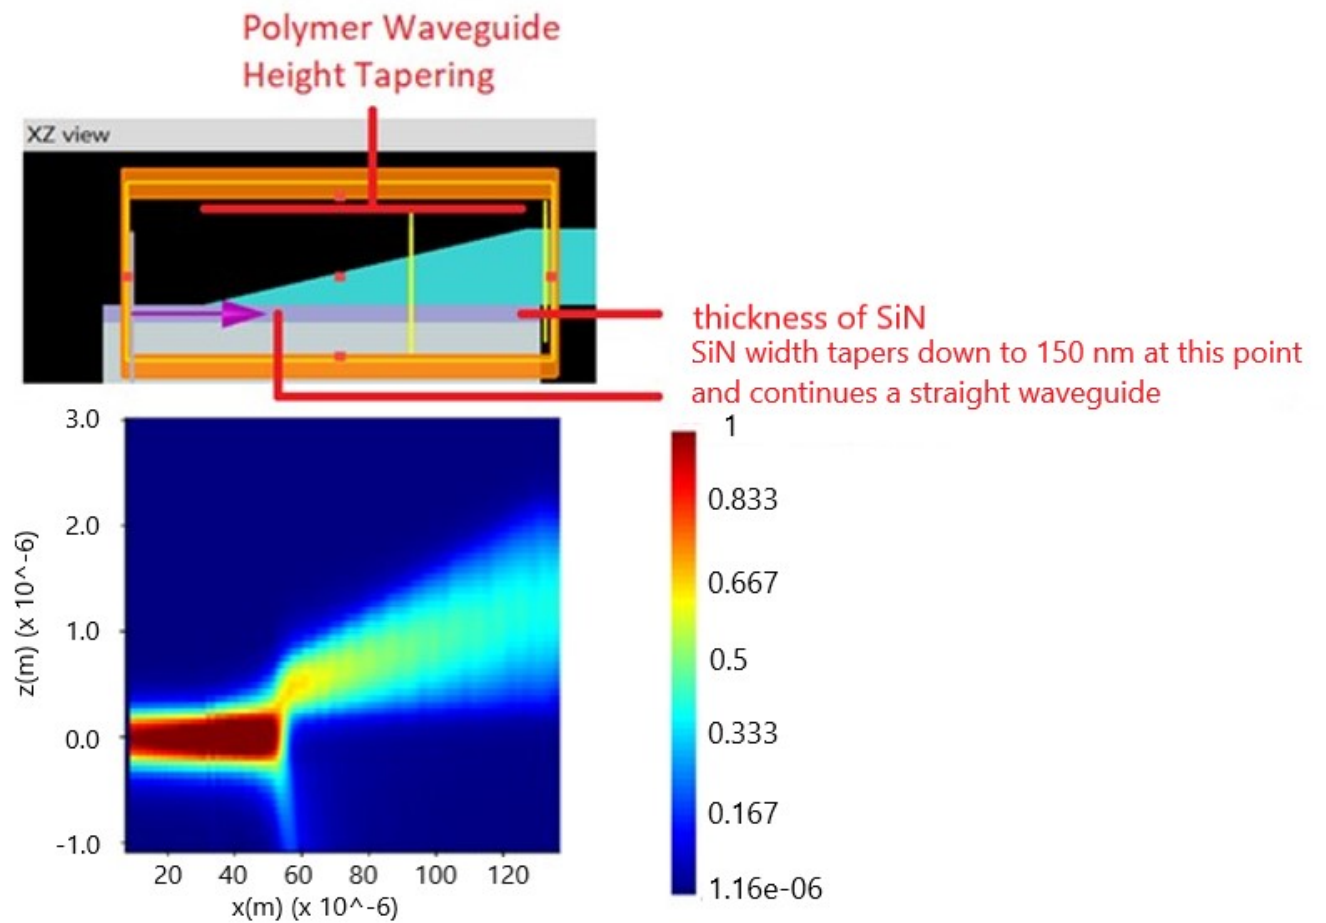 Polymer Waveguide
Height Tapering
XZ view
thickness of SiN
SiN width tapers down to 150 nm at this point
and continues a straight waveguide
3.0
2.0
1.0
0.0
-1.0
z(m) (x 10^-6)
20 40 60 80 100 120
x(m) (x 10^-6)
1
0.833
0.667
0.5
0.333
0.167
1.16e-06